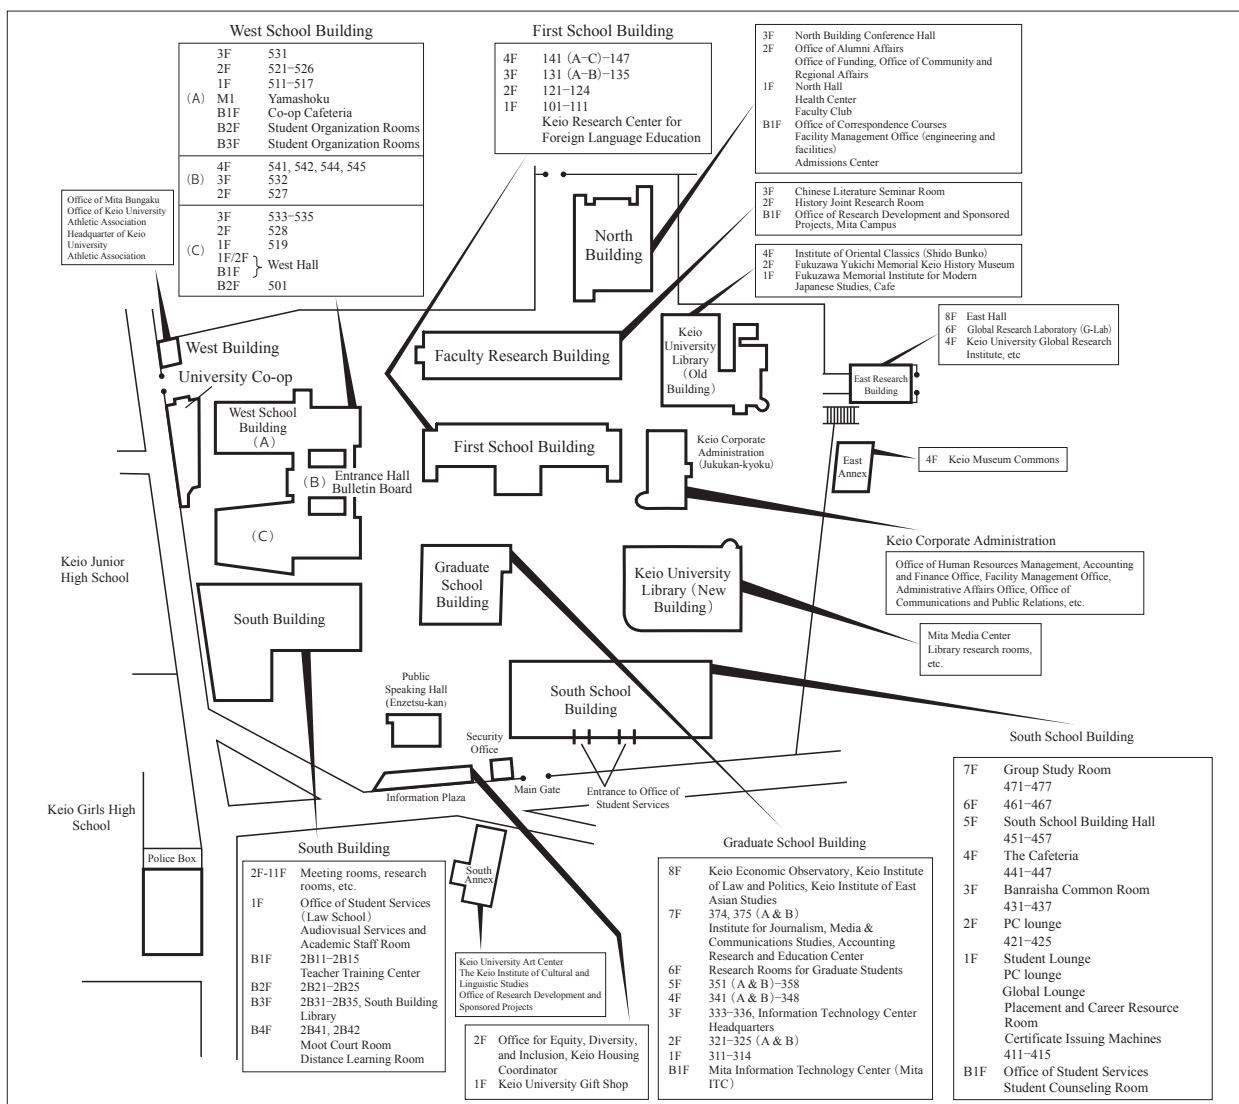 West School Building
3F 531
2F 521−526
1F 511−517
(A) M1 Yamashoku
B1F Co-op Cafeteria
B2F Student Organization Rooms
B3F Student Organization Rooms
4F 541, 542, 544, 545
(B) 3F 532
2F 527
3F 533−535
2F 528
(C) 1F 519
1F/2F
B1F West Hall
B2F 501
First School Building
4F 141 (A−C)−147
3F 131 (A−B)−135
2F 121−124
1F 101−111
Keio Research Center for
Foreign Language Education
3F North Building Conference Hall
2F Office of Alumni Affairs
Office of Funding, Office of Community and
Regional Affairs
1F North Hall
Health Center
Faculty Club
B1F Office of Correspondence Courses
Facility Management Office (engineering and
facilities)
Admissions Center
3F Chinese Literature Seminar Room
2F History Joint Research Room
B1F Office of Research Development and Sponsored
Projects, Mita Campus
4F Institute of Oriental Classics (Shido Bunko)
2F Fukuzawa Yukichi Memorial Keio History Museum
1F Fukuzawa Memorial Institute for Modern
Japanese Studies, Cafe
8F East Hall
6F Global Research Laboratory (G-Lab)
4F Keio University Global Research
Institute, etc
Office of Mita Bungaku
Office of Keio University
Athletic Association
Headquarter of Keio
University
Athletic Association
North
Building
West Building
University Co-op
Faculty Research Building
Keio
University
Library
(Old
Building)
East Research
Building
West School
Building
(A)
(B)
Entrance Hall
Bulletin Board
(C)
First School Building
Keio Corporate
Administration
(Jukukan-kyoku)
East
Annex
4F Keio Museum Commons
Keio Corporate Administration
Office of Human Resources Management, Accounting
and Finance Office, Facility Management Office,
Administrative Affairs Office, Office of
Communications and Public Relations, etc.
Keio Junior
High School
Graduate
School
Building
Keio University
Library (New
Building)
Mita Media Center
Library research rooms,
etc.
South Building
Public
Speaking Hall
(Enzetsu-kan)
South School
Building
Security
Office
Information Plaza
Main Gate
Entrance to Office of
Student Services
Keio Girls High
School
Police Box
South
Annex
South Building
2F-11F Meeting rooms, research
rooms, etc.
1F Office of Student Services
(Law School)
Audiovisual Services and
Academic Staff Room
B1F 2B11−2B15
Teacher Training Center
B2F 2B21−2B25
B3F 2B31−2B35, South Building
Library
B4F 2B41, 2B42
Moot Court Room
Distance Learning Room
Keio University Art Center
The Keio Institute of Cultural and
Linguistic Studies
Office of Research Development and
Sponsored Projects
2F Office for Equity, Diversity,
and Inclusion, Keio Housing
Coordinator
1F Keio University Gift Shop
Graduate School Building
8F Keio Economic Observatory, Keio Institute
of Law and Politics, Keio Institute of East
Asian Studies
7F 374, 375 (A & B)
Institute for Journalism, Media &
Communications Studies, Accounting
Research and Education Center
6F Research Rooms for Graduate Students
5F 351 (A & B)−358
4F 341 (A & B)−348
3F 333−336, Information Technology Center
Headquarters
2F 321−325 (A & B)
1F 311−314
B1F Mita Information Technology Center (Mita
ITC)
South School Building
7F Group Study Room
471−477
6F 461−467
5F South School Building Hall
451−457
4F The Cafeteria
441−447
3F Banraisha Common Room
431−437
2F PC lounge
421−425
1F Student Lounge
PC lounge
Global Lounge
Placement and Career Resource
Room
Certificate Issuing Machines
411−415
B1F Office of Student Services
Student Counseling Room